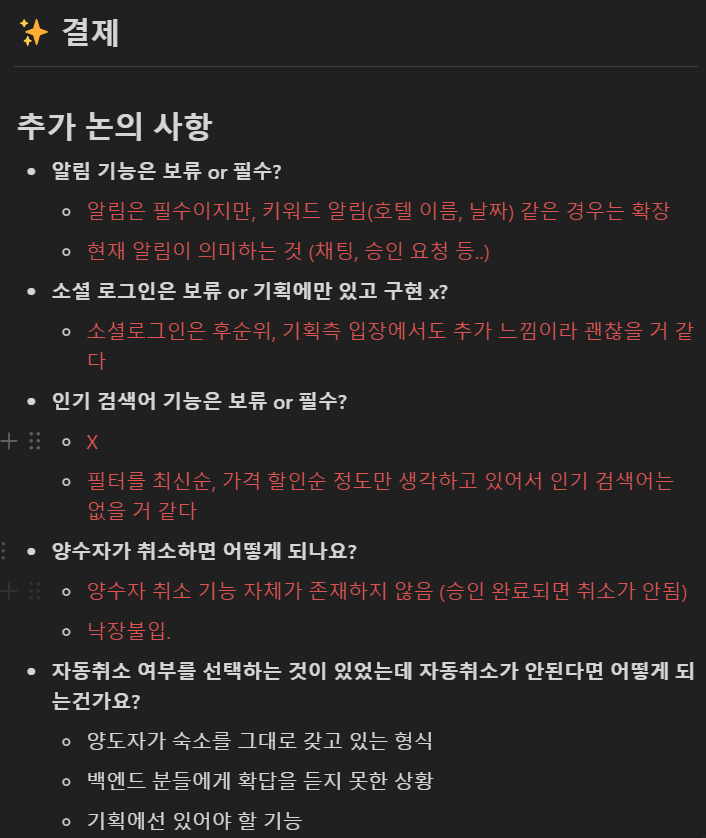 ✨ 결제
추가 논의 사항
• 알림 기능은 보류 or 필수?
◦ 알림은 필수이지만, 키워드 알림(호텔 이름, 날짜) 같은 경우는 확장
◦ 현재 알림이 의미하는 것 (채팅, 승인 요청 등..)
• 소셜 로그인은 보류 or 기획에만 있고 구현 x?
◦ 소셜로그인은 후순위, 기획측 입장에서도 추가 느낌이라 괜찮을 거 같
다
• 인기 검색어 기능은 보류 or 필수?
◦ X
◦ 필터를 최신순, 가격 할인순 정도만 생각하고 있어서 인기 검색어는
없을 거 같다
• 양수자가 취소하면 어떻게 되나요?
◦ 양수자 취소 기능 자체가 존재하지 않음 (승인 완료되면 취소가 안됨)
◦ 낙장불입.
• 자동취소 여부를 선택하는 것이 있었는데 자동취소가 안된다면 어떻게 되
는건가요?
◦ 양도자가 숙소를 그대로 갖고 있는 형식
◦ 백엔드 분들에게 확답을 듣지 못한 상황
◦ 기획에선 있어야 할 기능